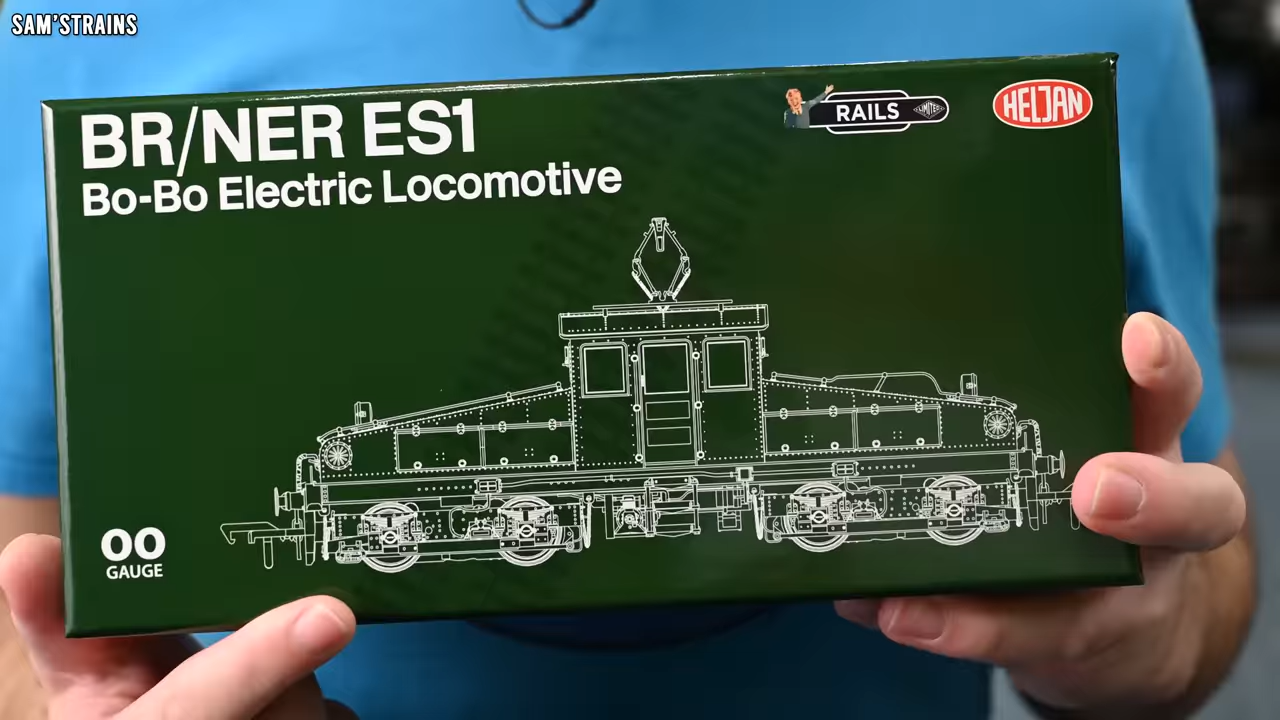 SAM'STRAINS
BR/NER ES1
Bo-Bo Electric Locomotive
RAILS
LIMITED
HELJAN
OO
GAUGE